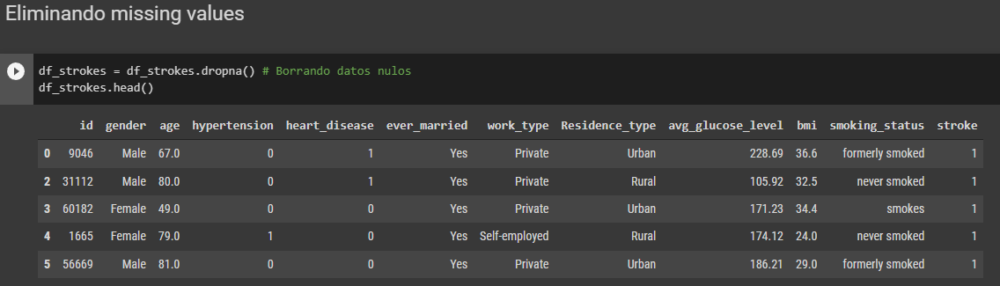 Eliminando missing values
df_strokes = df_strokes.dropna() # Borrando datos nulos
df_strokes.head()
id gender age hypertension heart_disease ever_married work_type Residence_type avg_glucose_level bmi smoking_status stroke
0 9046 Male 67.0 0 1 Yes Private Urban 228.69 36.6 formerly smoked 1
2 31112 Male 80.0 0 1 Yes Private Rural 105.92 32.5 never smoked 1
3 60182 Female 49.0 0 0 Yes Private Urban 171.23 34.4 smokes 1
4 1665 Female 79.0 1 0 Yes Self-employed Rural 174.12 24.0 never smoked 1
5 56669 Male 81.0 0 0 Yes Private Urban 186.21 29.0 formerly smoked 1